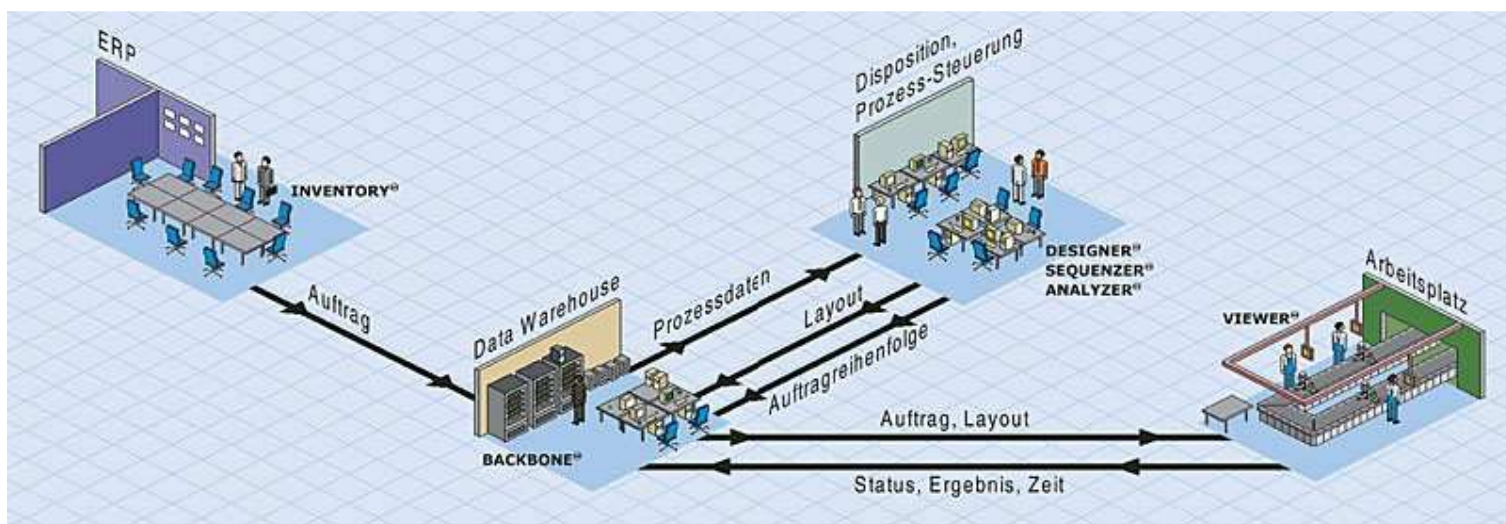 ERP
INVENTORY®
Auftrag
Data Warehouse
BACKBONE®
Prozessdaten
Layout
Auftragreihenfolge
Disposition,
Prozess-Steuerung
DESIGNER®
SEQUENZER®
ANALYZER®
Auftrag, Layout
Status, Ergebnis, Zeit
Arbeitsplatz
VIEWER®